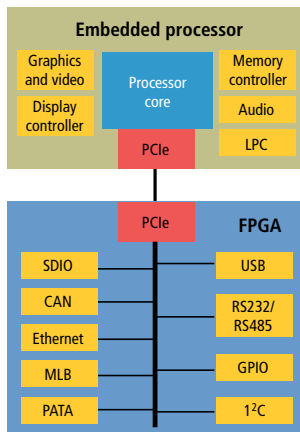 Embedded processor
Graphics
and video
Display
controller
Processor
core
Memory
controller
Audio
LPC
PCIe
PCIe
FPGA
SDIO
CAN
Ethernet
MLB
PATA
USB
RS232/
RS485
GPIO
1²C